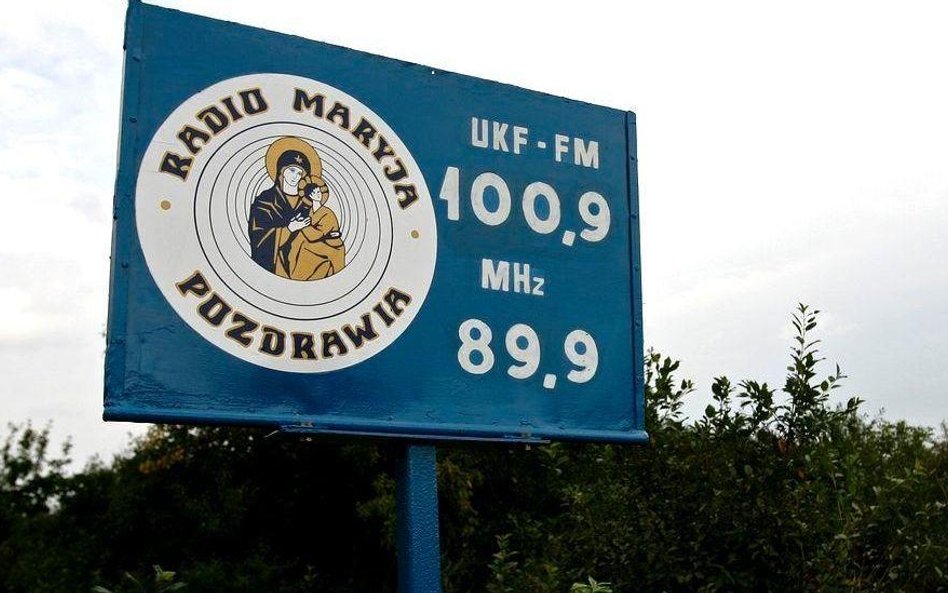 RADIO MARYJA
POZDRAWIA
UKF - FM
100,9
MHz
89,9